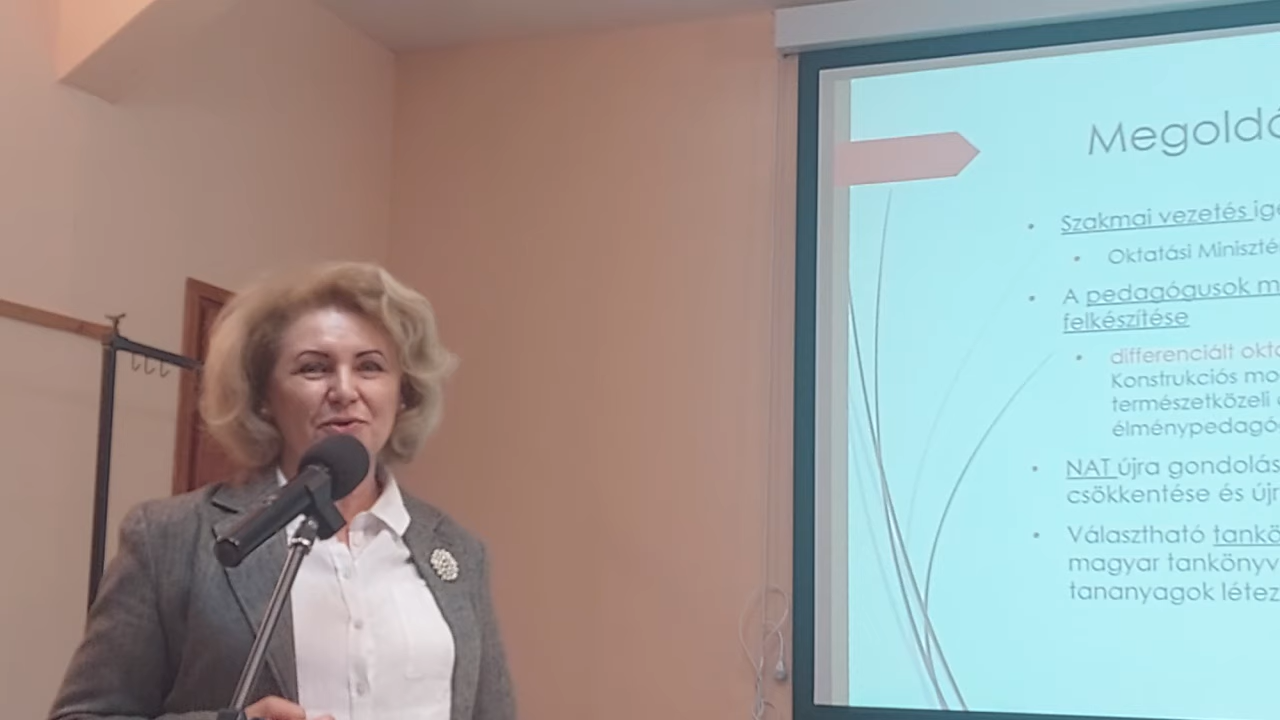 Megoldá
Szakmai vezetés ig
Oktatási Miniszté
A pedagógusok m
felkészítése
differenciált okta
Konstrukciós mo
természetközeli
élménypedagó
NAT újra gondolás
csökkentése és újr
Választható tankö
magyar tankönyv
tananyagok létez